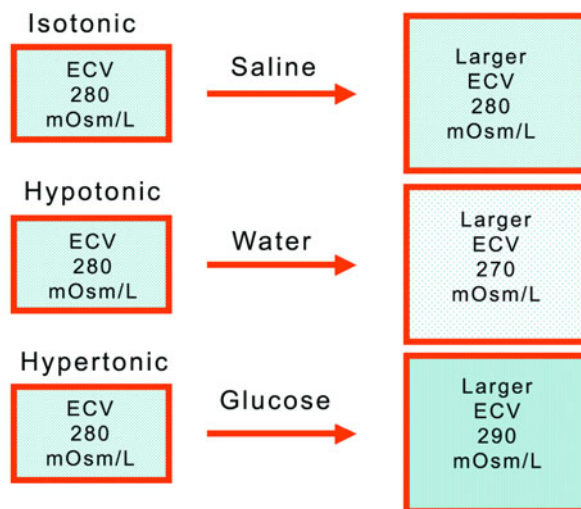 Isotonic
ECV
280
mOsm/L
Saline
Larger
ECV
280
mOsm/L
Hypotonic
ECV
280
mOsm/L
Water
Larger
ECV
270
mOsm/L
Hypertonic
ECV
280
mOsm/L
Glucose
Larger
ECV
290
mOsm/L